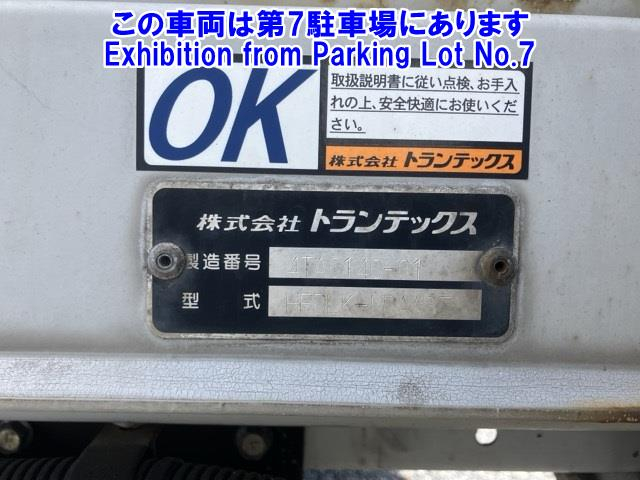 この車両は第7駐車場にあります
Exhibition from Parking Lot No.7
OK
取扱説明書に従い点検、お手入
れの上、安全快適にお使いくだ
さい。
株式会社 トランテックス
株式会社 トランテックス
製造番号
型 式